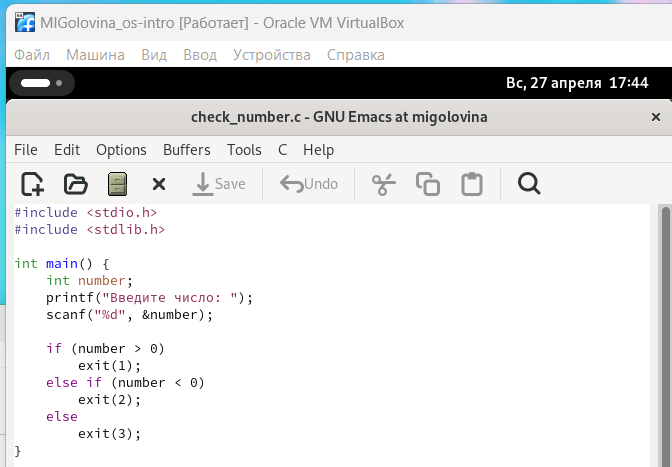 MIGolovina_os-intro [Работает] - Oracle VM VirtualBox
Файл Машина Вид Ввод Устройства Справка
Вс, 27 апреля 17:44
check_number.c - GNU Emacs at migolovina
File Edit Options Buffers Tools C Help
Save Undo
#include <stdio.h>
#include <stdlib.h>
int main() {
    int number;
    printf("Введите число: ");
    scanf("%d", &number);
    if (number > 0)
        exit(1);
    else if (number < 0)
        exit(2);
    else
        exit(3);
}